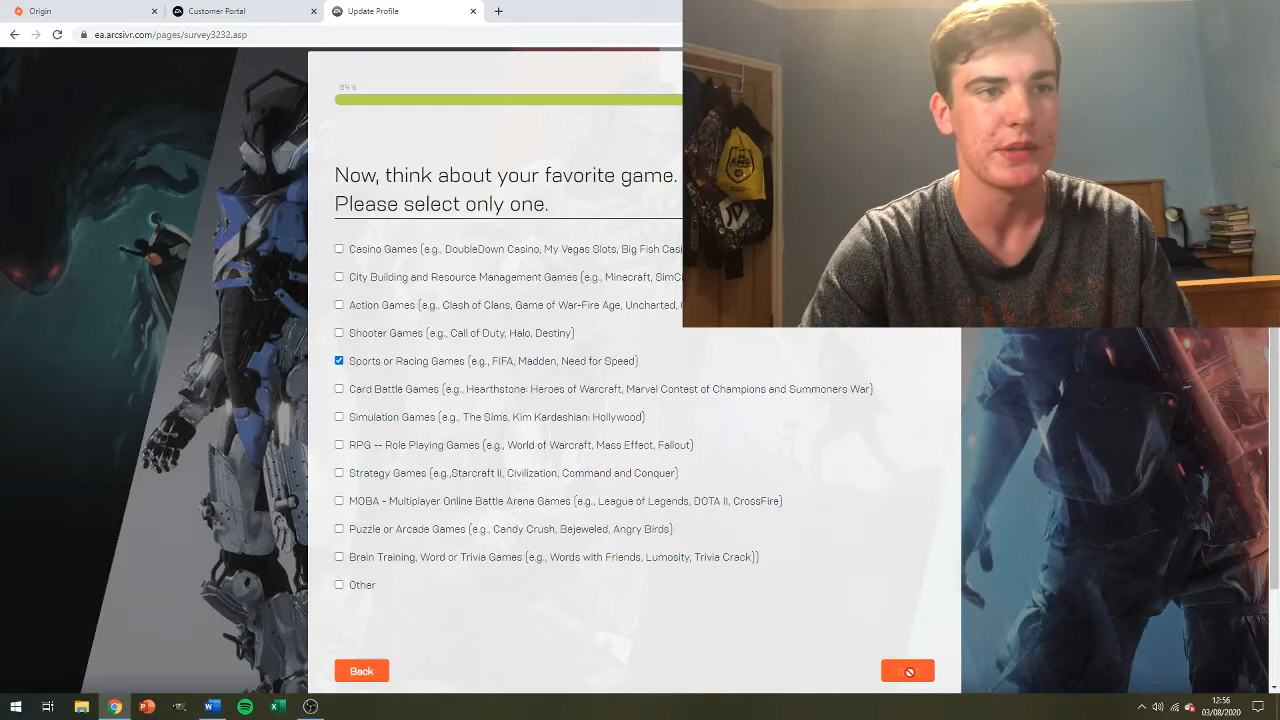 Origin
Customer Portal
Update Profile
ea.arcsivr.com/pages/survey3232.asp
Now, think about your favorite game.
Please select only one.
Casino Games (e.g., DoubleDown Casino, My Vegas Slots, Big Fish
City Building and Resource Management Games (e.g., Minecraft,
Action Games (e.g., Clash of Clans, Game of War-Fire Age, Uncharted,
Shooter Games (e.g., Call of Duty, Halo, Destiny)
Sports or Racing Games (e.g., FIFA, Madden, Need for Speed)
Card Battle Games (e.g., Hearthstone: Heroes of Warcraft, Marvel Contest of Champions and Summoners War)
Simulation Games (e.g., The Sims, Kim Kardashian: Hollywood)
RPG -- Role Playing Games (e.g., World of Warcraft, Mass Effect, Fallout)
Strategy Games (e.g.,Starcraft II, Civilization, Command and Conquer)
MOBA - Multiplayer Online Battle Arena Games (e.g., League of Legends, DOTA II, CrossFire)
Puzzle or Arcade Games (e.g., Candy Crush, Bejeweled, Angry Birds)
Brain Training, Word or Trivia Games (e.g., Words with Friends, Lumosity, Trivia Crack))
Other
Back
12:56
03/08/2020